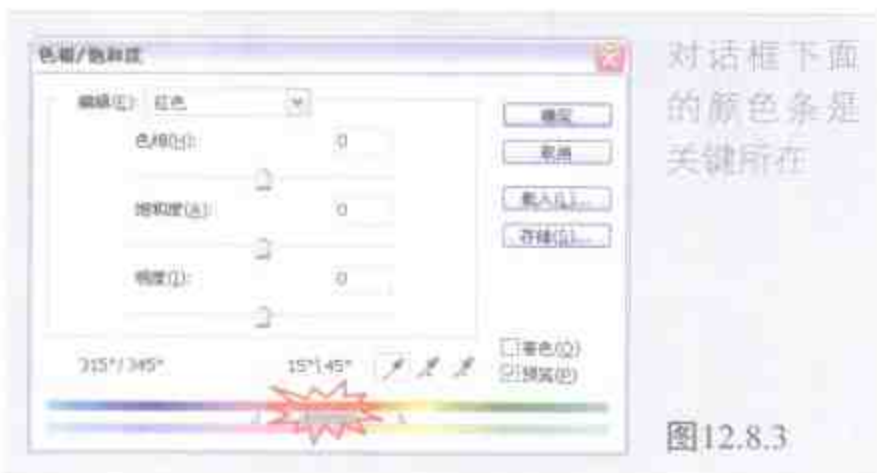 色相/饱和度
编辑(E): 红色
色相(H): 0
饱和度(A): 0
明度(I): 0
确定
取消
载入(L)...
存储(S)...
着色(O)
预览(P)
315°/345°
15°\45°
对话框下面
的颜色条是
关键所在
图12.8.3